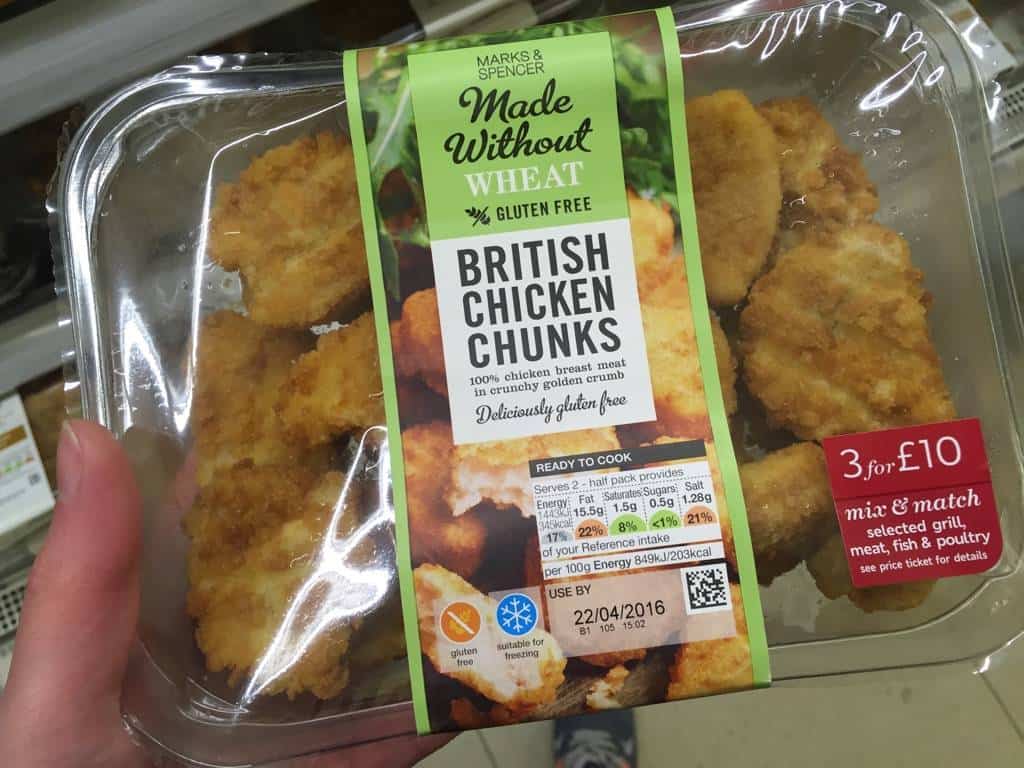 MARKS &
SPENCER
Made
Without
WHEAT
GLUTEN FREE
BRITISH
CHICKEN
CHUNKS
100% chicken breast meat
in crunchy golden crumb
Deliciously gluten free
READY TO COOK
Serves 2 - half pack provides
Energy Fat Saturates Sugars Salt
1443kJ 15.5g 1.5g 0.5g 1.28g
345kcal
17% 22% 8% <1% 21%
of your Reference intake
per 100g Energy 849kJ/203kcal
USE BY
22/04/2016
B1 105 15:02
gluten
free
suitable for
freezing
3 for £10
mix & match
selected grill,
meat, fish & poultry
see price ticket for details